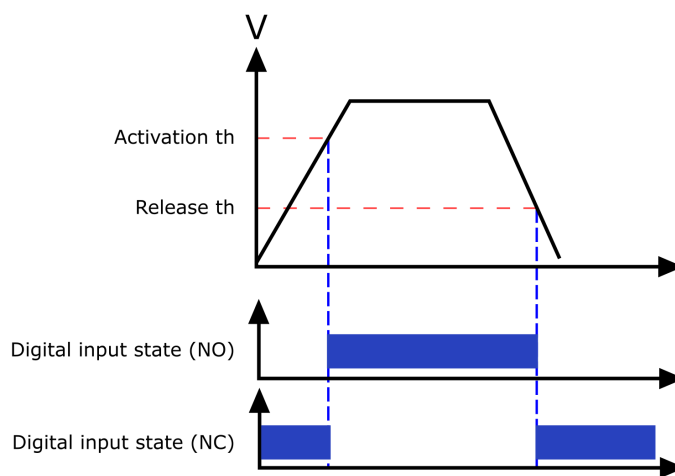 V
Activation th
Release th
Digital input state (NO)
Digital input state (NC)